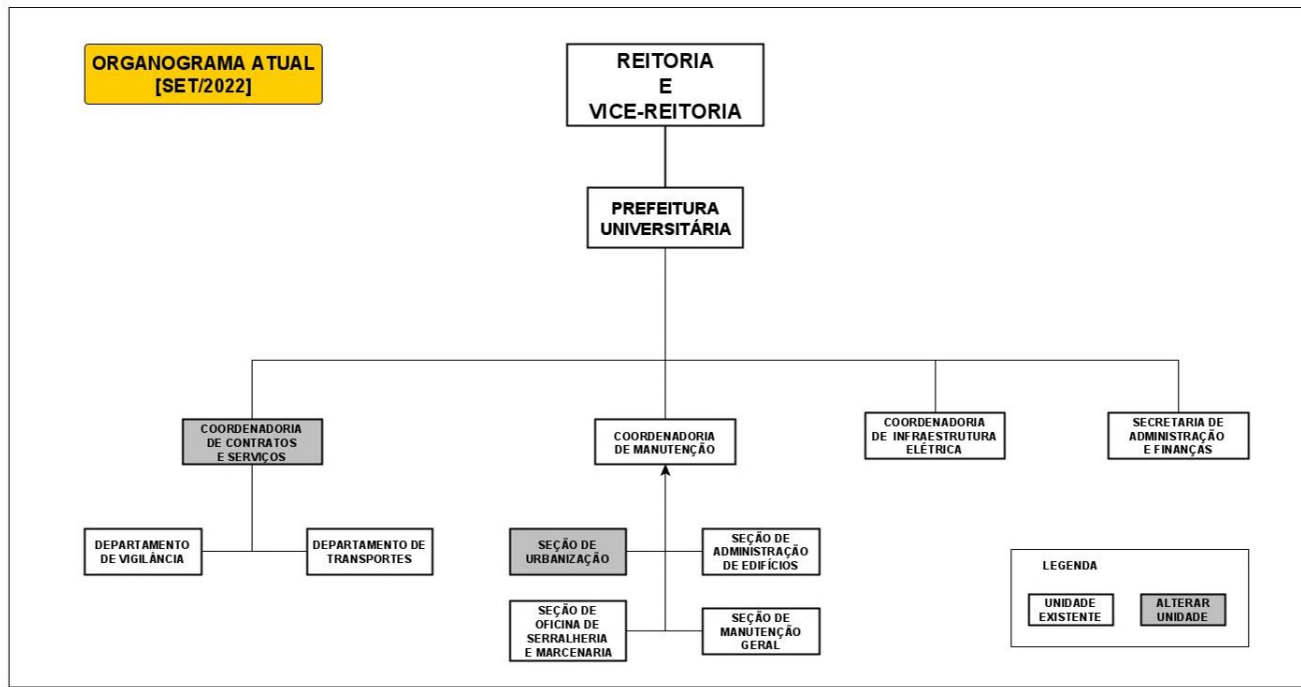 ORGANOGRAMA ATUAL
[SET/2022]
REITORIA
E
VICE-REITORIA
PREFEITURA
UNIVERSITÁRIA
COORDENADORIA
DE CONTRATOS
E SERVIÇOS
COORDENADORIA
DE MANUTENÇÃO
COORDENADORIA
DE INFRAESTRUTURA
ELÉTRICA
SECRETARIA DE
ADMINISTRAÇÃO
E FINANÇAS
DEPARTAMENTO
DE VIGILÂNCIA
DEPARTAMENTO DE
TRANSPORTES
SEÇÃO DE
URBANIZAÇÃO
SEÇÃO DE
ADMINISTRAÇÃO
DE EDIFÍCIOS
SEÇÃO DE
OFICINA DE
SERRALHERIA
E MARCENARIA
SEÇÃO DE
MANUTENÇÃO
GERAL
LEGENDA
UNIDADE
EXISTENTE
ALTERAR
UNIDADE